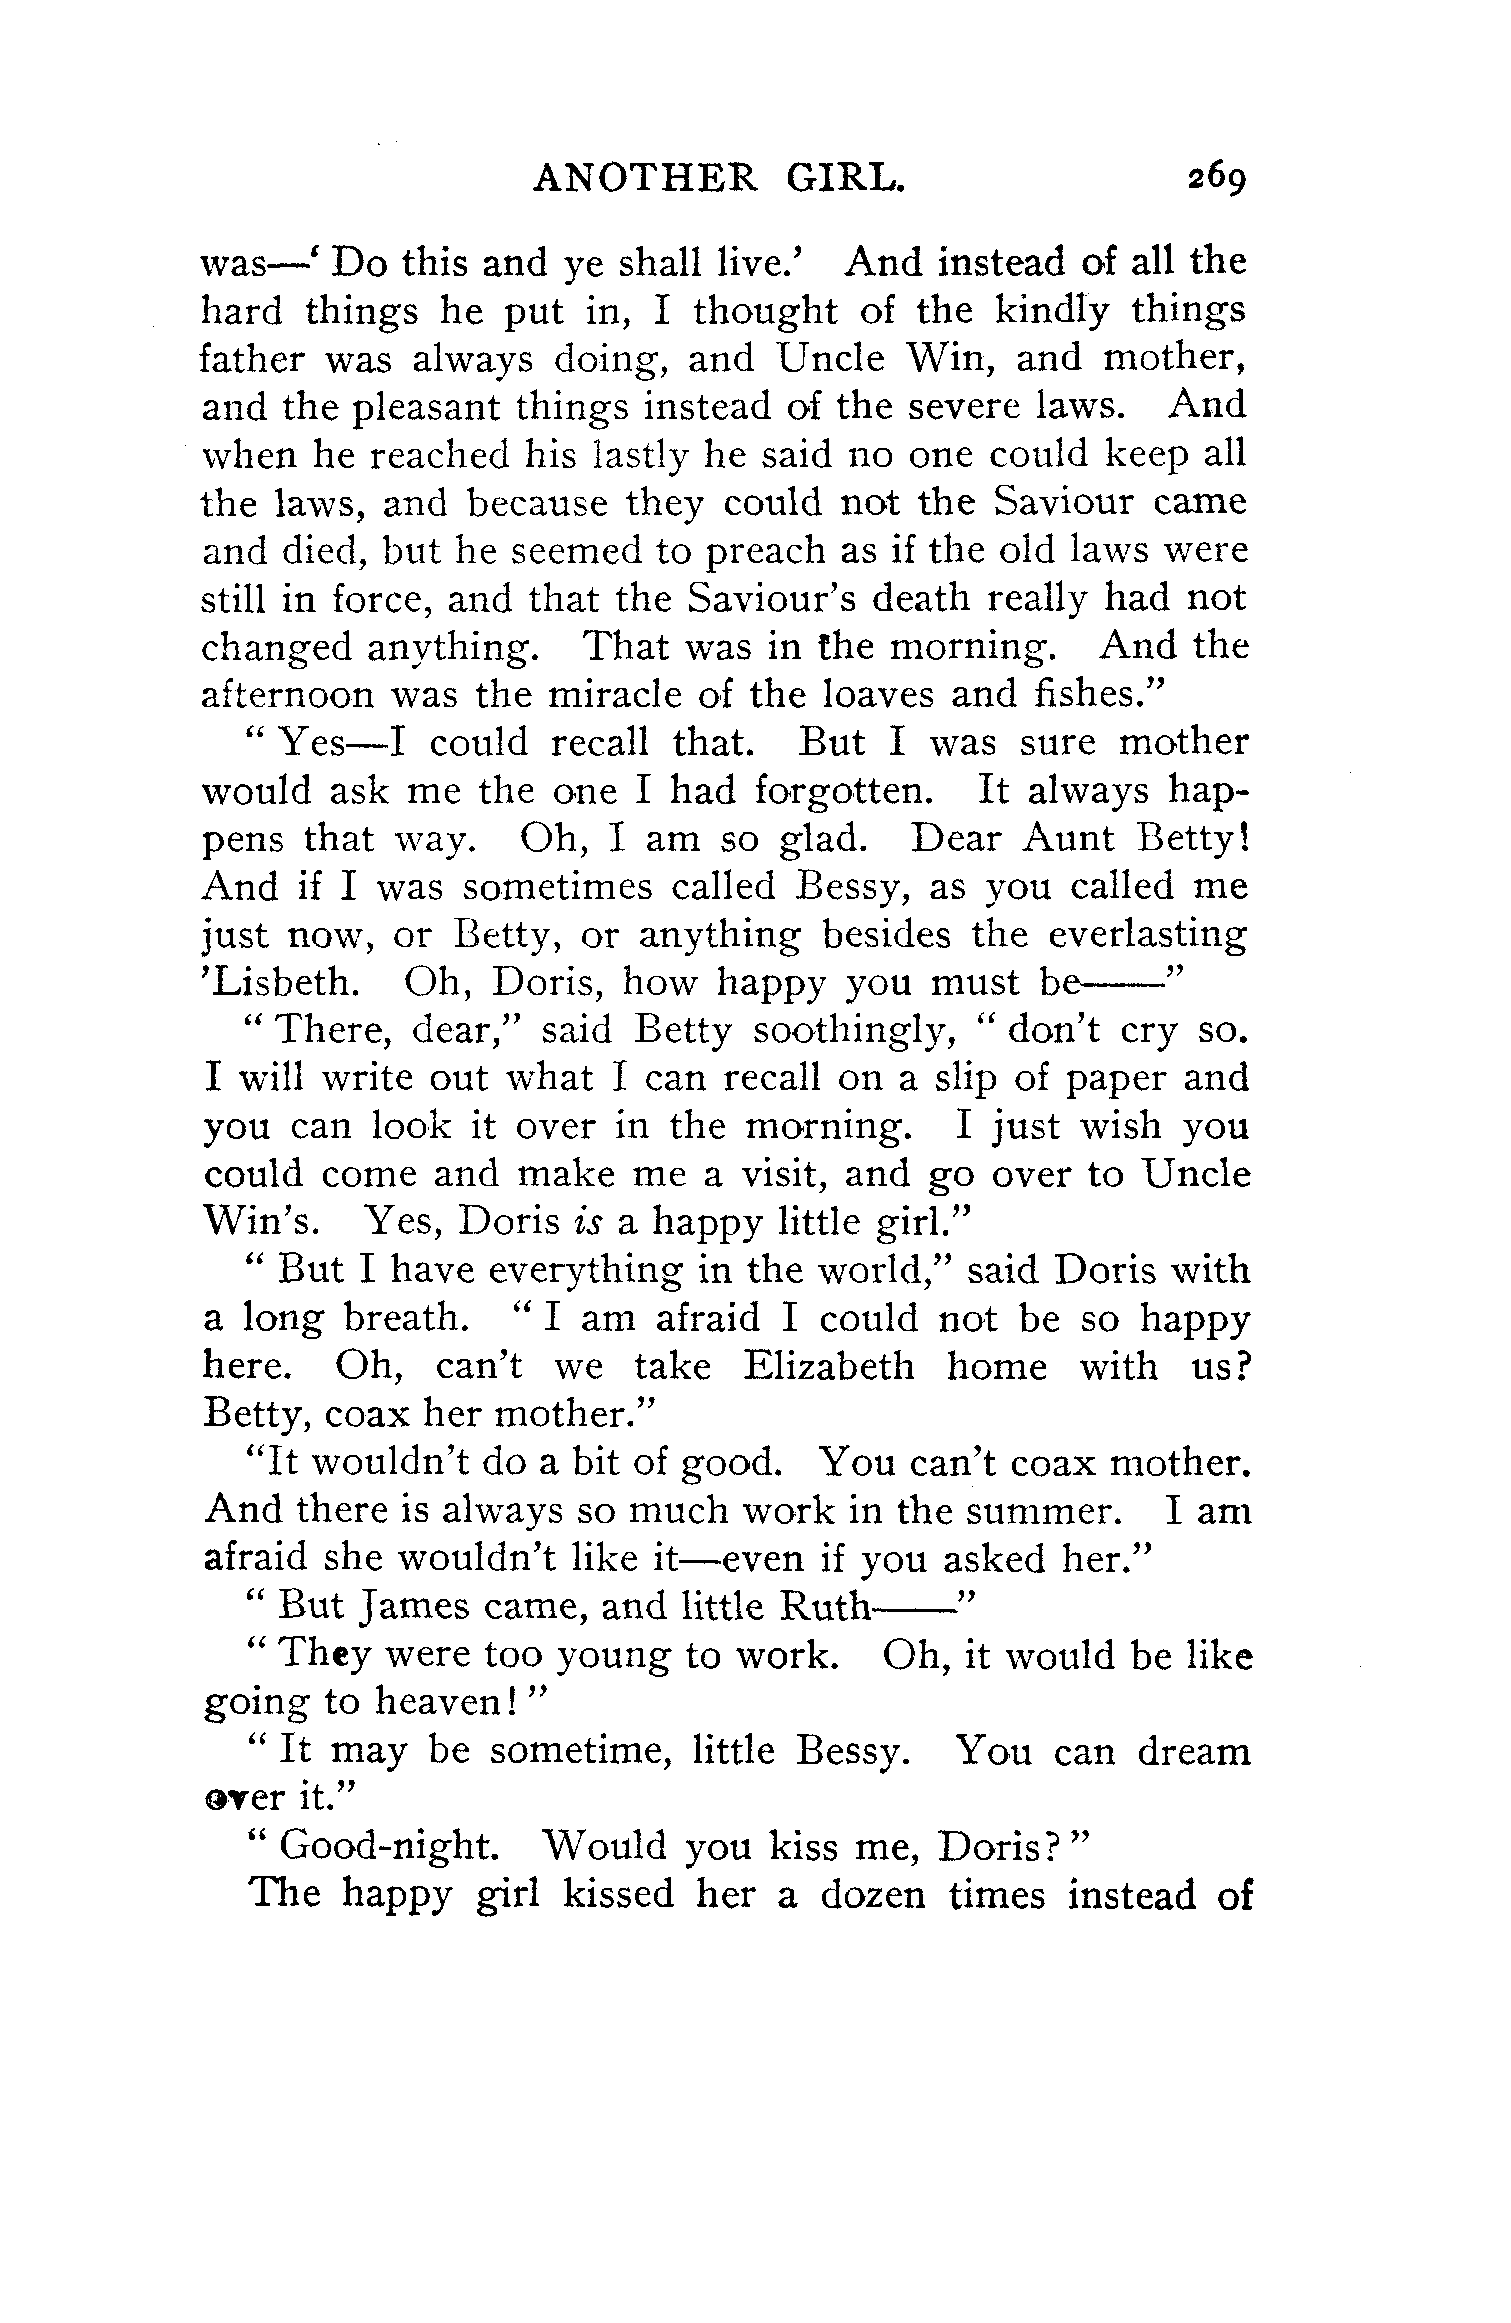 ANOTHER GIRL. 269
was—‘ Do this and ye shall live.’ And instead of all the
hard things he put in, I thought of the kindly things
father was always doing, and Uncle Win, and mother,
and the pleasant things instead of the severe laws. And
when he reached his lastly he said no one could keep all
the laws, and because they could not the Saviour came
and died, but he seemed to preach as if the old laws were
still in force, and that the Saviour’s death really had not
changed anything. That was in the morning. And the
afternoon was the miracle of the loaves and fishes.”
“ Yes—I could recall that. But I was sure mother
would ask me the one I had forgotten. It always hap-
pens that way. Oh, I am so glad. Dear Aunt Betty!
And if I was sometimes called Bessy, as you called me
just now, or Betty, or anything besides the everlasting
’Lisbeth. Oh, Doris, how happy you must be——”
“ There, dear,” said Betty soothingly, “ don’t cry so.
I will write out what I can recall on a slip of paper and
you can look it over in the morning. I just wish you
could come and make me a visit, and go over to Uncle
Win’s. Yes, Doris is a happy little girl.”
“ But I have everything in the world,” said Doris with
a long breath. “ I am afraid I could not be so happy
here. Oh, can’t we take Elizabeth home with us?
Betty, coax her mother.”
“It wouldn’t do a bit of good. You can’t coax mother.
And there is always so much work in the summer. I am
afraid she wouldn’t like it—even if you asked her.”
“ But James came, and little Ruth——”
“ They were too young to work. Oh, it would be like
going to heaven! ”
“ It may be sometime, little Bessy. You can dream
over it.”
“ Good-night. Would you kiss me, Doris? ”
The happy girl kissed her a dozen times instead of